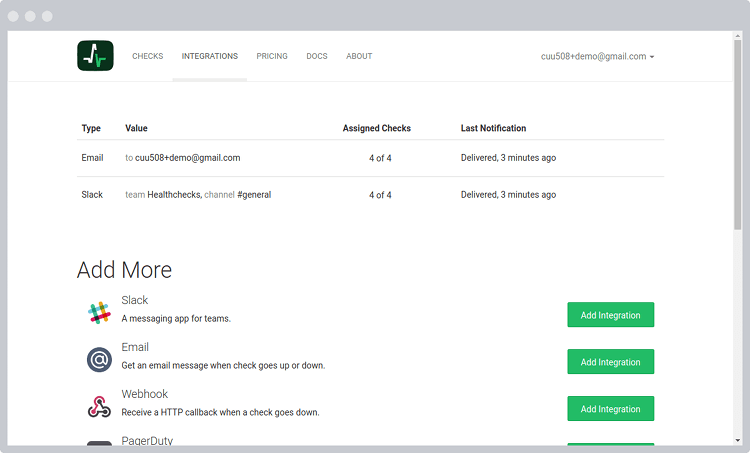 CHECKS INTEGRATIONS PRICING DOCS ABOUT cuu508+demo@gmail.com
Type Value Assigned Checks Last Notification
Email to cuu508+demo@gmail.com 4 of 4 Delivered, 3 minutes ago
Slack team Healthchecks, channel #general 4 of 4 Delivered, 3 minutes ago
Add More
Slack
A messaging app for teams.
Add Integration
Email
Get an email message when check goes up or down.
Add Integration
Webhook
Receive a HTTP callback when a check goes down.
Add Integration
PagerDuty